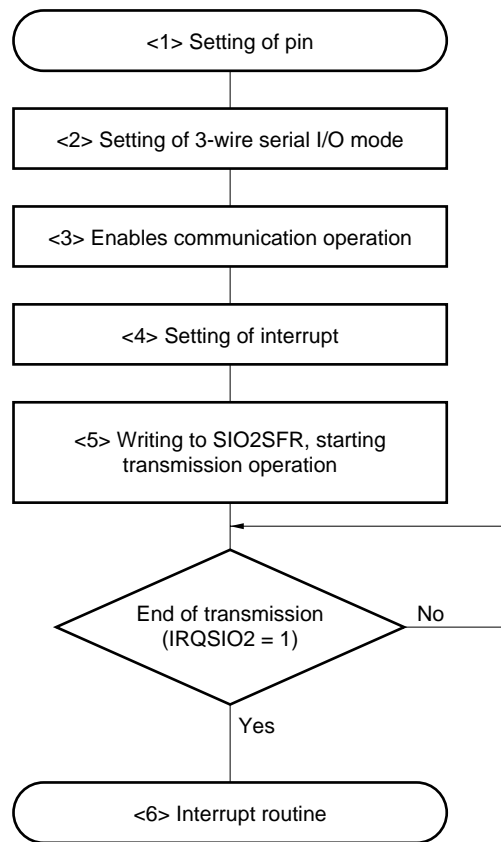 <1> Setting of pin
<2> Setting of 3-wire serial I/O mode
<3> Enables communication operation
<4> Setting of interrupt
<5> Writing to SIO2SFR, starting
transmission operation
End of transmission
(IRQSIO2 = 1)
No
Yes
<6> Interrupt routine